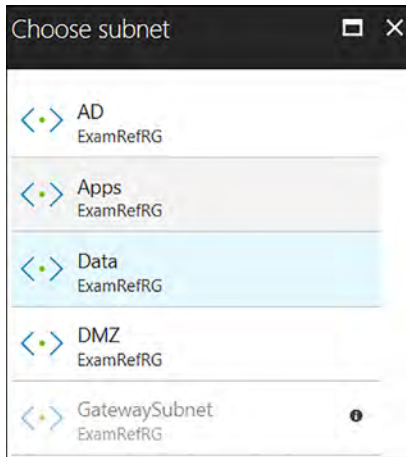 Choose subnet
AD
ExamRefRG
Apps
ExamRefRG
Data
ExamRefRG
DMZ
ExamRefRG
GatewaySubnet
ExamRefRG